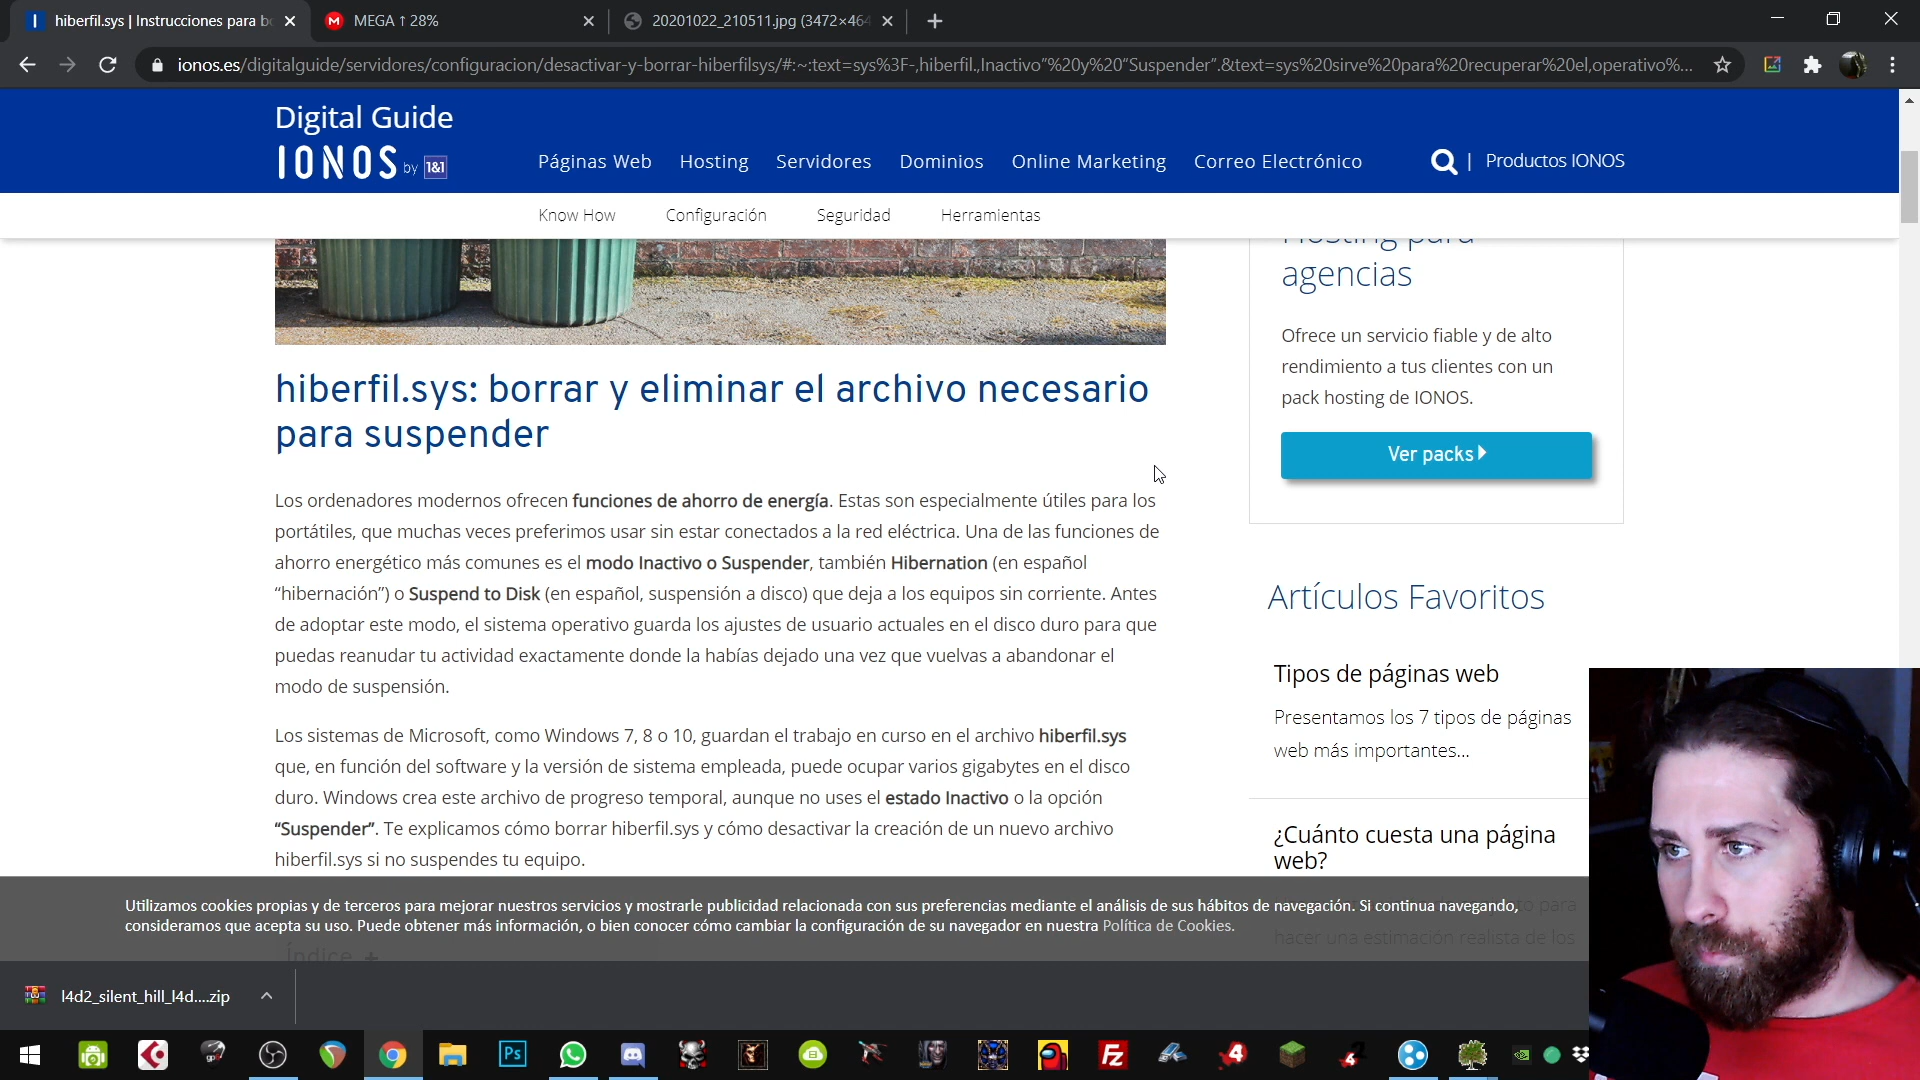 hiberfil.sys | Instrucciones para bo
MEGA ↑ 28%
20201022_210511.jpg (3472×464
ionos.es/digitalguide/servidores/configuracion/desactivar-y-borrar-hiberfilsys/#:~:text=sys%3F-,hiberfil.,Inactivo"%20y%20"Suspender".&text=sys%20sirve%20para%20recuperar%20el,operativo%...
Digital Guide
IONOS by 1&1
Páginas Web
Hosting
Servidores
Dominios
Online Marketing
Correo Electrónico
| Productos IONOS
Know How
Configuración
Seguridad
Herramientas
hiberfil.sys: borrar y eliminar el archivo necesario
para suspender
Los ordenadores modernos ofrecen funciones de ahorro de energía. Estas son especialmente útiles para los
portátiles, que muchas veces preferimos usar sin estar conectados a la red eléctrica. Una de las funciones de
ahorro energético más comunes es el modo Inactivo o Suspender, también Hibernation (en español
“hibernación”) o Suspend to Disk (en español, suspensión a disco) que deja a los equipos sin corriente. Antes
de adoptar este modo, el sistema operativo guarda los ajustes de usuario actuales en el disco duro para que
puedas reanudar tu actividad exactamente donde la habías dejado una vez que vuelvas a abandonar el
modo de suspensión.
Los sistemas de Microsoft, como Windows 7, 8 o 10, guardan el trabajo en curso en el archivo hiberfil.sys
que, en función del software y la versión de sistema empleada, puede ocupar varios gigabytes en el disco
duro. Windows crea este archivo de progreso temporal, aunque no uses el estado Inactivo o la opción
“Suspender”. Te explicamos cómo borrar hiberfil.sys y cómo desactivar la creación de un nuevo archivo
hiberfil.sys si no suspendes tu equipo.
Índice +
Hosting para
agencias
Ofrece un servicio fiable y de alto
rendimiento a tus clientes con un
pack hosting de IONOS.
Ver packs
Artículos Favoritos
Tipos de páginas web
Presentamos los 7 tipos de páginas
web más importantes...
¿Cuánto cuesta una página
web?
to para
hacer una estimación realista de los
Utilizamos cookies propias y de terceros para mejorar nuestros servicios y mostrarle publicidad relacionada con sus preferencias mediante el análisis de sus hábitos de navegación. Si continua navegando,
consideramos que acepta su uso. Puede obtener más información, o bien conocer cómo cambiar la configuración de su navegador en nuestra Política de Cookies.
l4d2_silent_hill_l4d....zip
Ps
Fz
4
4